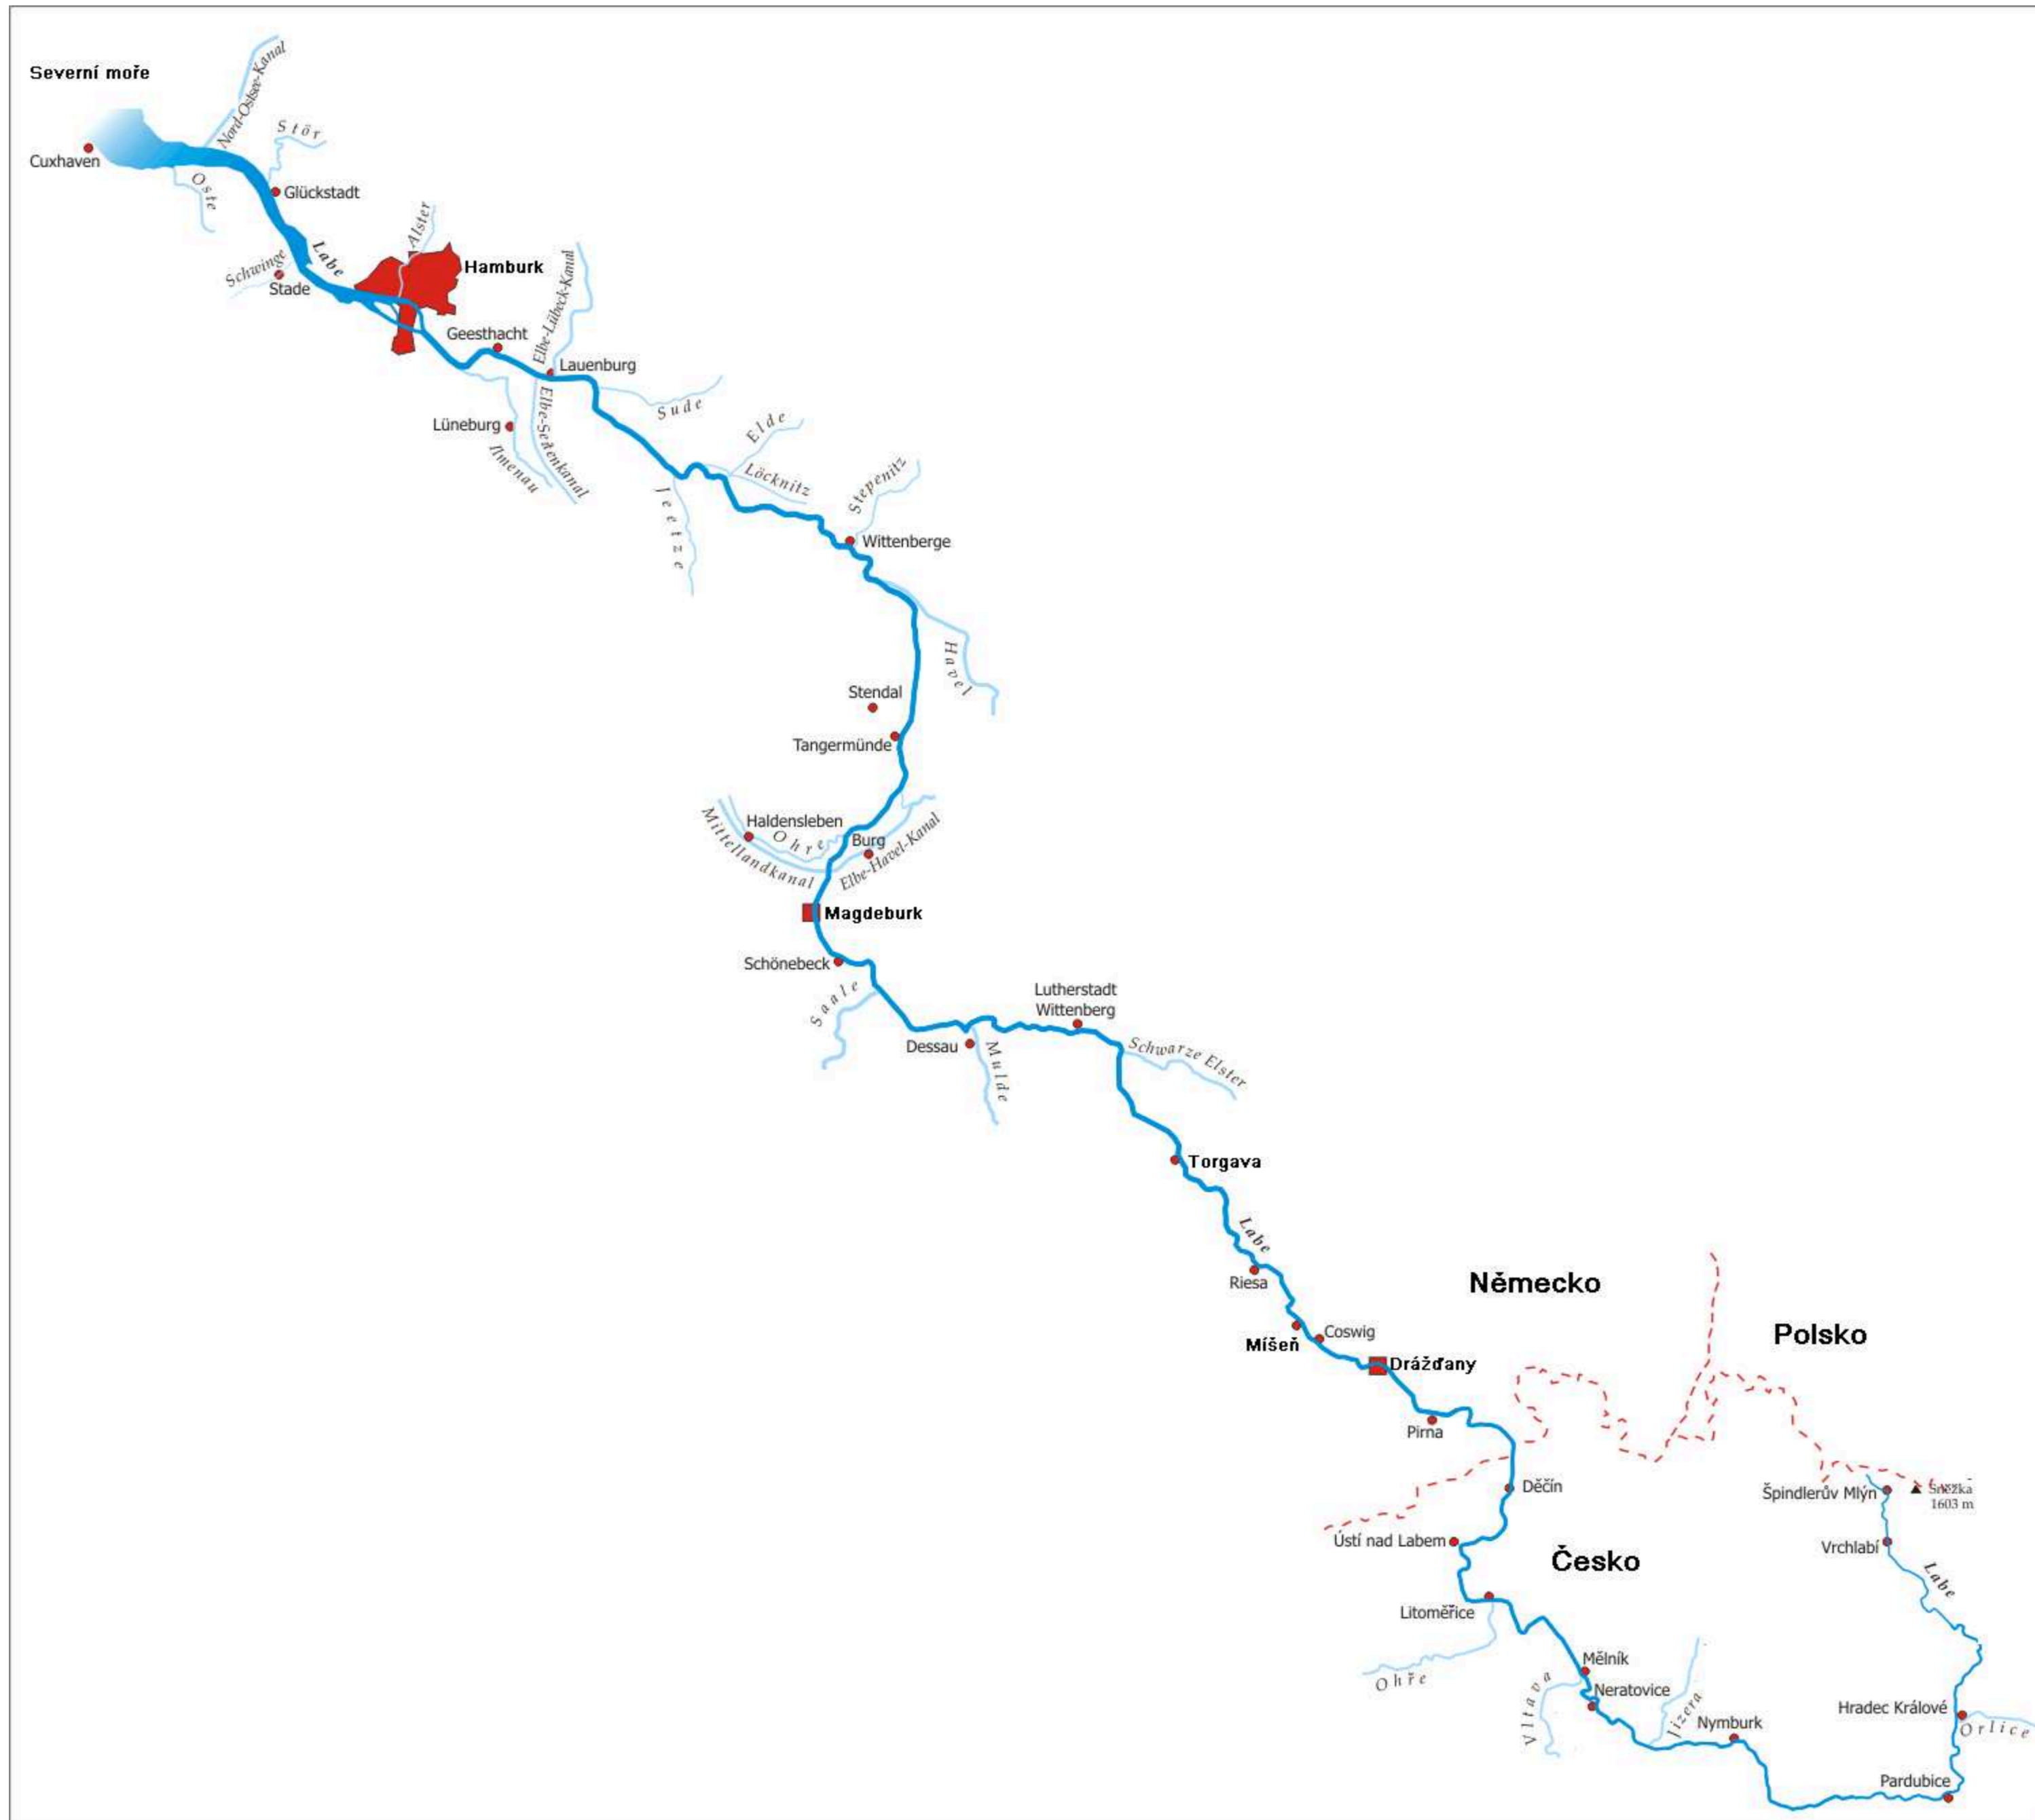 Severní moře
Nord-Ostsee-Kanal
Stör
Cuxhaven
Oste
Glückstadt
Alster
Labe
Schwinge
Stade
Hamburk
Elbe-Lübeck-Kanal
Geesthacht
Lauenburg
Sude
Elde
Lüneburg
Elbe-Seitenkanal
Ilmenau
Löcknitz
Stepenitz
Jeetze
Wittenberge
Havel
Stendal
Tangermünde
Haldensleben
Ohre
Burg
Mittellandkanal
Elbe-Havel-Kanal
Magdeburk
Schönebeck
Saale
Lutherstadt
Wittenberg
Dessau
Mulde
Schwarze Elster
Torgava
Labe
Riesa
Německo
Polsko
Míšeň
Coswig
Drážďany
Pirna
Děčín
Špindlerův Mlýn
Sněžka
1603 m
Ústí nad Labem
Česko
Vrchlabí
Labe
Litoměřice
Ohře
Mělník
Vltava
Neratovice
Jizera
Nymburk
Hradec Králové
Orlice
Pardubice